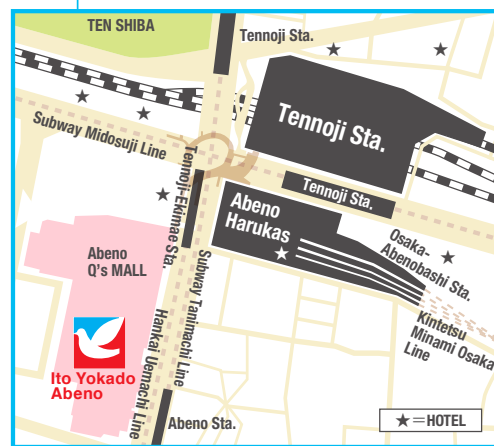 TEN SHIBA
Tennoji Sta.
Tennoji Sta.
Subway Midosuji Line
Tennoji-Ekimae Sta.
Tennoji Sta.
Abeno
Harukas
Osaka-
Abenobashi Sta.
Abeno
Q's MALL
Subway Tanimachi Line
Hankai Uemachi Line
Kintetsu
Minami Osaka
Line
Ito Yokado
Abeno
Abeno Sta.
★=HOTEL